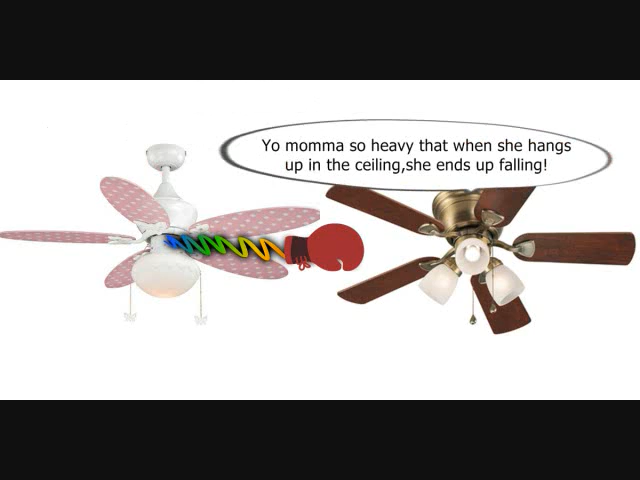 Yo momma so heavy that when she hangs
up in the ceiling,she ends up falling!